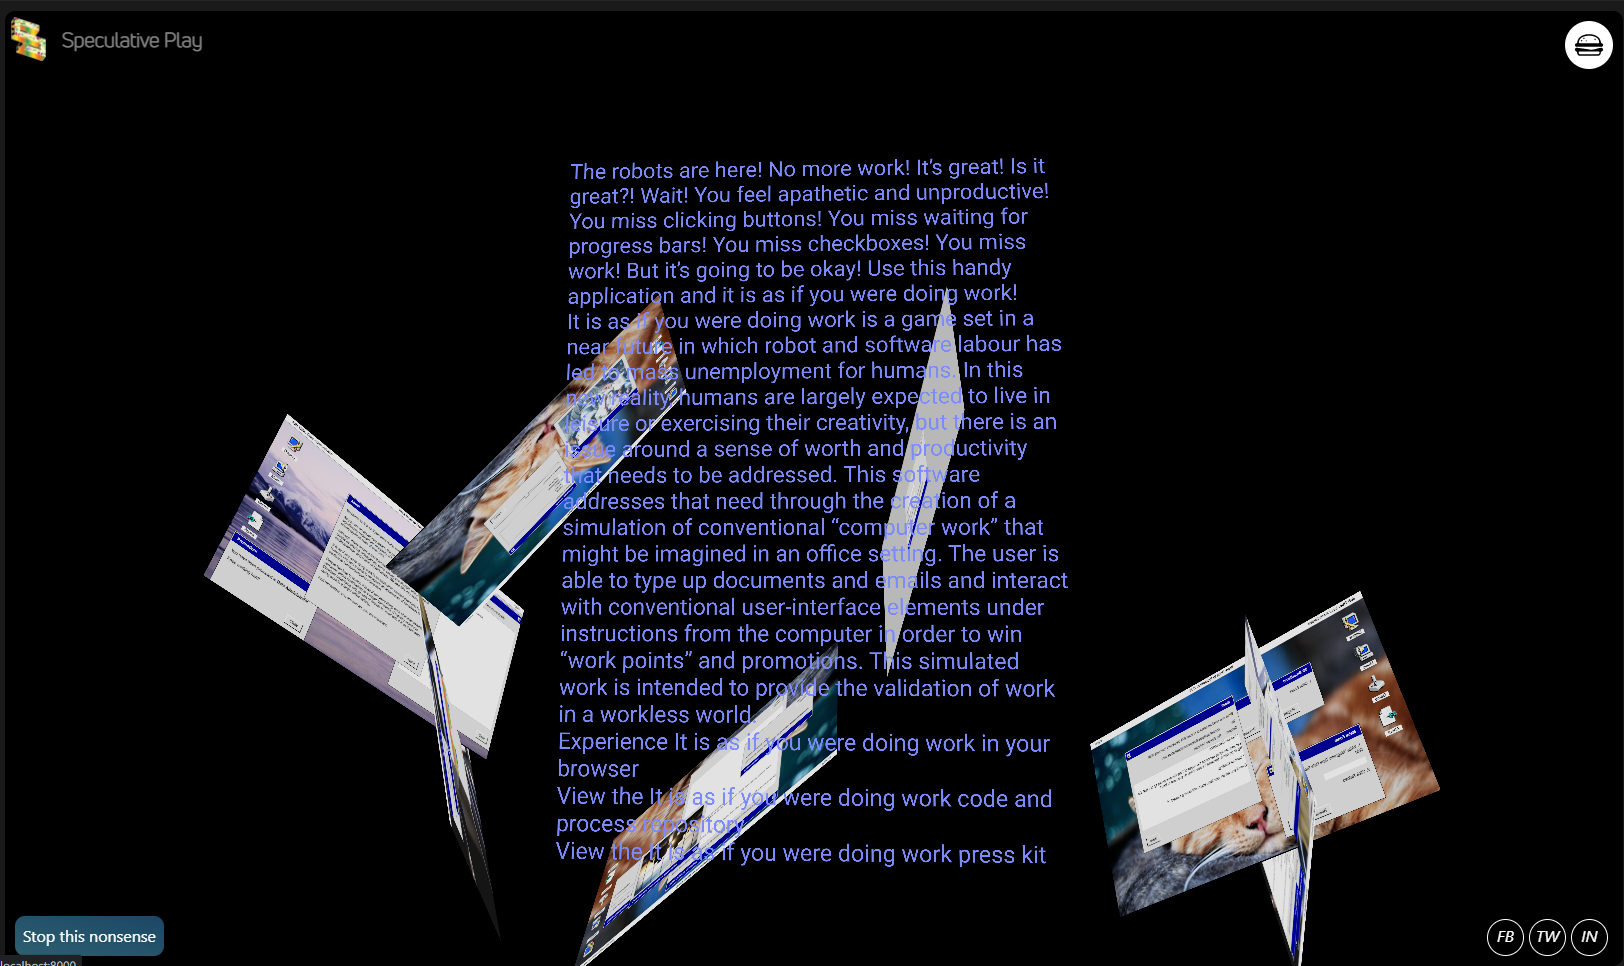 Speculative Play
The robots are here! No more work! It’s great! Is it
great?! Wait! You feel apathetic and unproductive!
You miss clicking buttons! You miss waiting for
progress bars! You miss checkboxes! You miss
work! But it’s going to be okay! Use this handy
application and it is as if you were doing work!
It is as if you were doing work is a game set in a
near future in which robot and software labour has
led to mass unemployment for humans. In this
new reality humans are largely expected to live in
leisure or exercising their creativity, but there is an
issue around a sense of worth and productivity
that needs to be addressed. This software
addresses that need through the creation of a
simulation of conventional “computer work” that
might be imagined in an office setting. The user is
able to type up documents and emails and interact
with conventional user-interface elements under
instructions from the computer in order to win
“work points” and promotions. This simulated
work is intended to provide the validation of work
in a workless world.
Experience It is as if you were doing work in your
browser
View the It is as if you were doing work code and
process repository
View the It is as if you were doing work press kit
Stop this nonsense
FB TW IN
localhost:8000